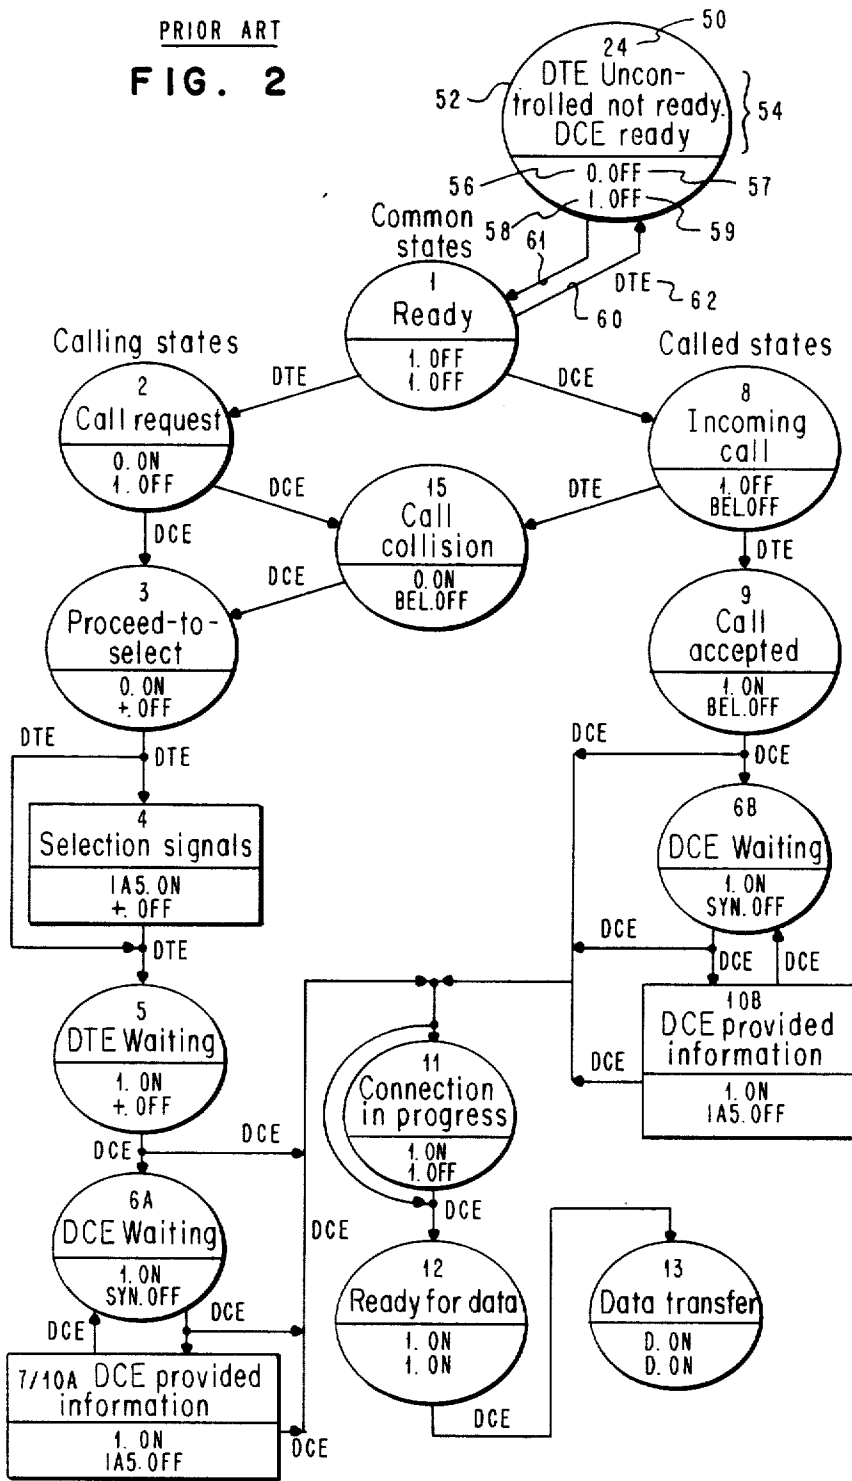 PRIOR ART
FIG. 2
50
24
DTE Uncon-
trolled not ready.
DCE ready
52
54
56
0. OFF
57
58
1. OFF
59
Common
states
61
60
DTE
62
1
Ready
1. OFF
1. OFF
Calling states
Called states
DTE
DCE
2
Call request
0. ON
1. OFF
8
Incoming
call
1. OFF
BEL.OFF
DCE
DTE
15
Call
collision
0. ON
BEL.OFF
DCE
DCE
DTE
3
Proceed-to-
select
0. ON
+. OFF
9
Call
accepted
1. ON
BEL.OFF
DTE
DTE
DCE
DCE
4
Selection signals
IA5. ON
+. OFF
6B
DCE Waiting
1. ON
SYN. OFF
DTE
DCE
DCE
DCE
5
DTE Waiting
1. ON
+. OFF
10B
DCE provided
information
1. ON
IA5. OFF
DCE
11
Connection
in progress
1. ON
1. OFF
DCE
DCE
DCE
DCE
6A
DCE Waiting
1. ON
SYN. OFF
DCE
DCE
12
Ready for data
1. ON
1. ON
13
Data transfer
D. ON
D. ON
7/10A DCE provided
information
1. ON
IA5. OFF
DCE
DCE